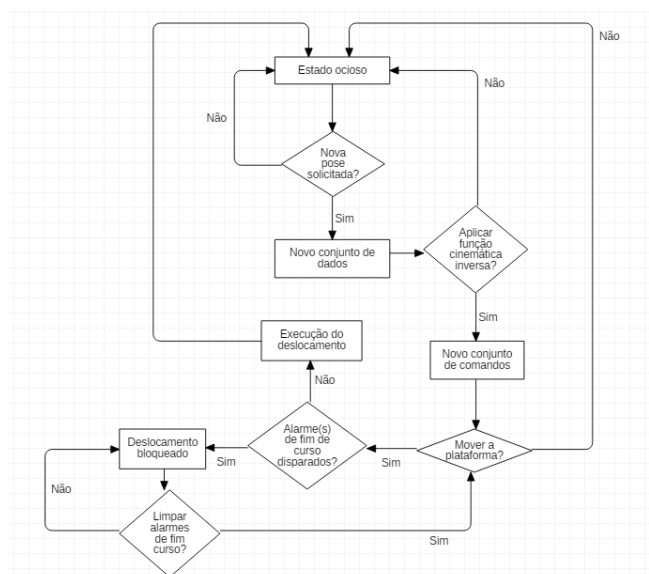 Não
Estado ocioso
Não
Não
Nova
pose
solicitada?
Sim
Aplicar
função
cinemática
inversa?
Novo conjunto de
dados
Sim
Execução do
deslocamento
Novo conjunto
de comandos
Não
Alarme(s)
de fim de
curso
disparados?
Deslocamento
bloqueado
Mover a
plataforma?
Sim
Sim
Não
Limpar
alarmes
de fim
curso?
Sim